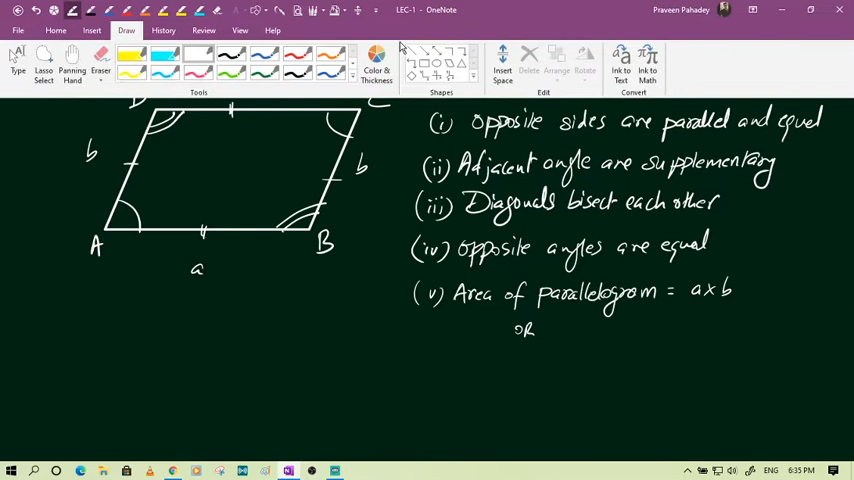 LEC-1 - OneNote
Praveen Pahadey
File Home Insert Draw History Review View Help
Type
Lasso Select
Panning Hand
Eraser
Color & Thickness
Insert Space
Delete
Arrange
Rotate
Ink to Text
Ink to Math
Tools
Shapes
Edit
Convert
b
b
A
B
a
(i) opposite sides are parallel and equal
(ii) Adjacent angle are supplementary
(iii) Diagonals bisect each other
(iv) opposite angles are equal
(v) Area of parallelogram = a×b
OR
ENG 6:35 PM